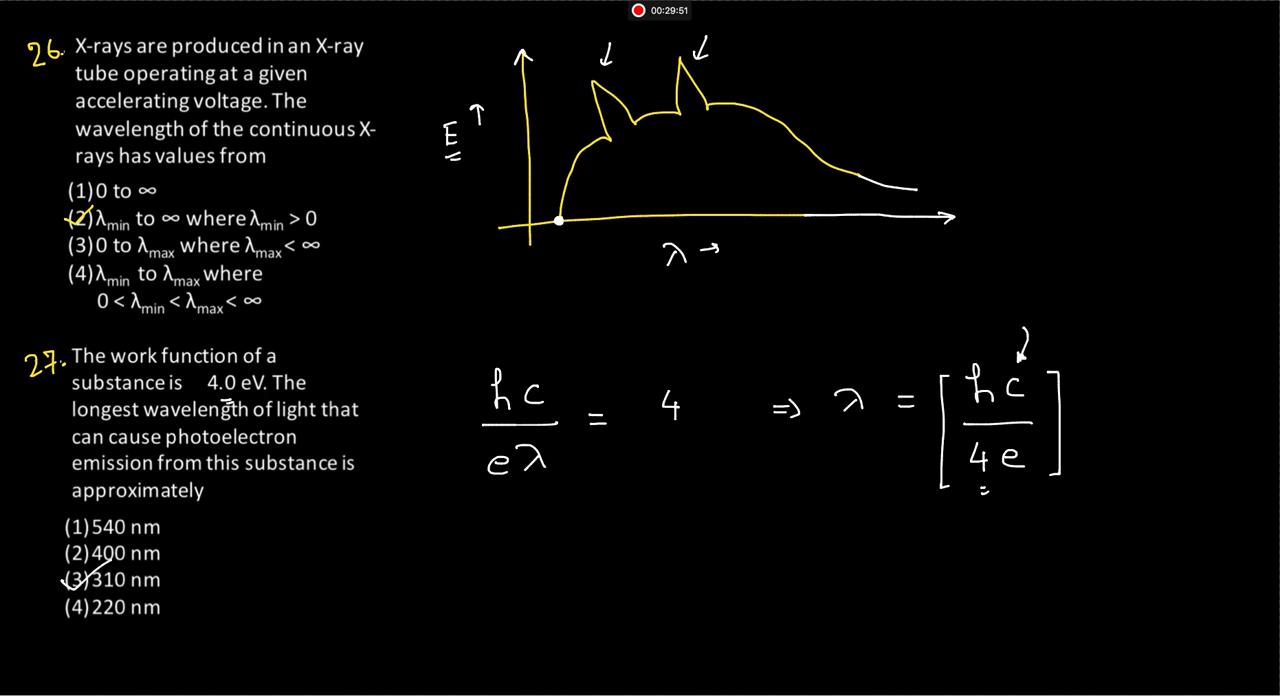 00:29:51
26. X-rays are produced in an X-ray
tube operating at a given
accelerating voltage. The
wavelength of the continuous X-
rays has values from
(1) 0 to ∞
(2) λmin to ∞ where λmin > 0
(3) 0 to λmax where λmax < ∞
(4) λmin to λmax where
0 < λmin < λmax < ∞
E ↑
λ →
27. The work function of a
substance is 4.0 eV. The
longest wavelength of light that
can cause photoelectron
emission from this substance is
approximately
(1) 540 nm
(2) 400 nm
(3) 310 nm
(4) 220 nm
hc / eλ = 4 ⇒ λ = [hc / 4e]